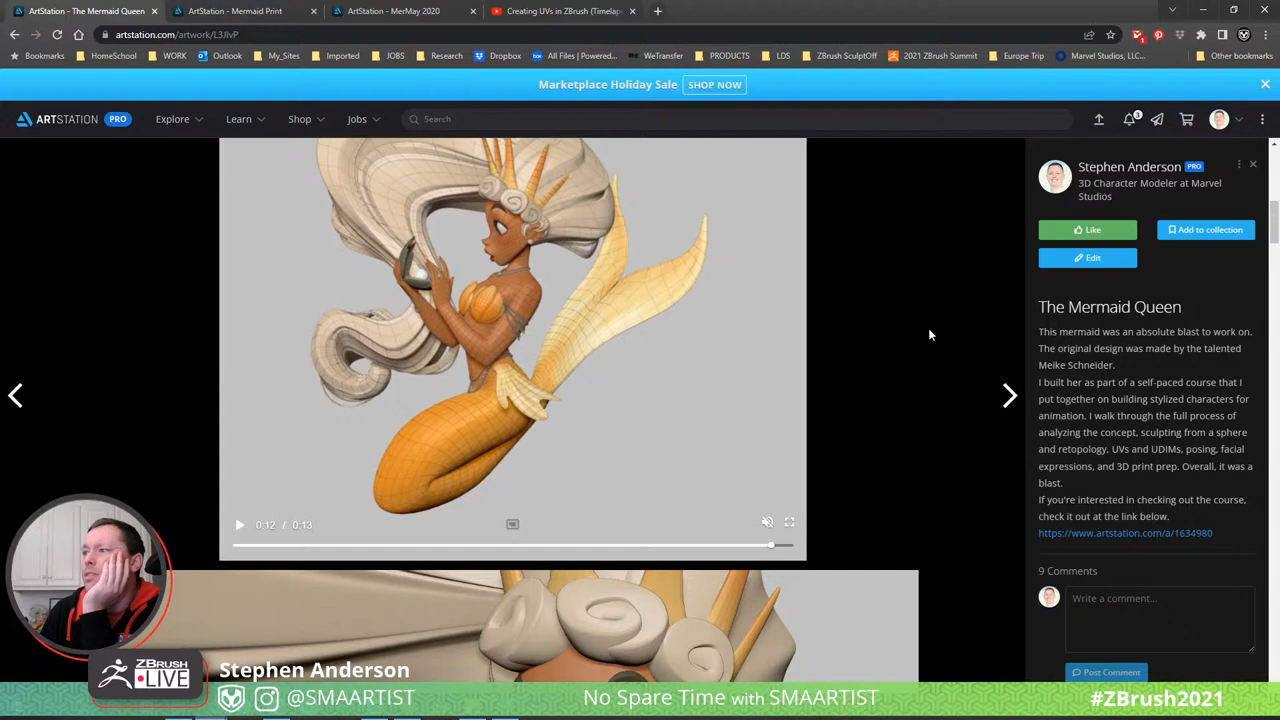 ArtStation - The Mermaid Queen
ArtStation - Mermaid Print
ArtStation - MerMay 2020
Creating UVs in ZBrush (Timelap
artstation.com/artwork/L3JlvP
Bookmarks HomeSchool WORK Outlook My_Sites Imported JOBS Research Dropbox All Files | Powered... WeTransfer PRODUCTS LDS ZBrush SculptOff 2021 ZBrush Summit Europe Trip Marvel Studios, LLC... Other bookmarks
Marketplace Holiday Sale SHOP NOW
ARTSTATION PRO Explore Learn Shop Jobs Search 3
Stephen Anderson PRO
3D Character Modeler at Marvel
Studios
Like Add to collection
Edit
The Mermaid Queen
This mermaid was an absolute blast to work on.
The original design was made by the talented
Meike Schneider.
I built her as part of a self-paced course that I
put together on building stylized characters for
animation. I walk through the full process of
analyzing the concept, sculpting from a sphere
and retopology, UVs and UDIMs, posing, facial
expressions, and 3D print prep. Overall, it was a
blast.
If you're interested in checking out the course,
check it out at the link below.
https://www.artstation.com/a/1634980
0:12 / 0:13
9 Comments
Write a comment...
Post Comment
ZBRUSH
LIVE
Stephen Anderson
@SMAARTIST
No Spare Time with SMAARTIST
#ZBrush2021